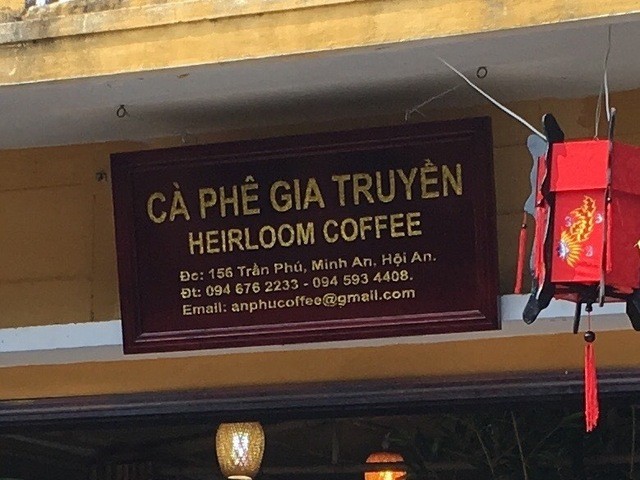 CÀ PHÊ GIA TRUYỀN
HEIRLOOM COFFEE
Đc: 156 Trần Phú, Minh An, Hội An.
Đt: 094 676 2233 - 094 593 4408.
Email: anphucoffee@gmail.com